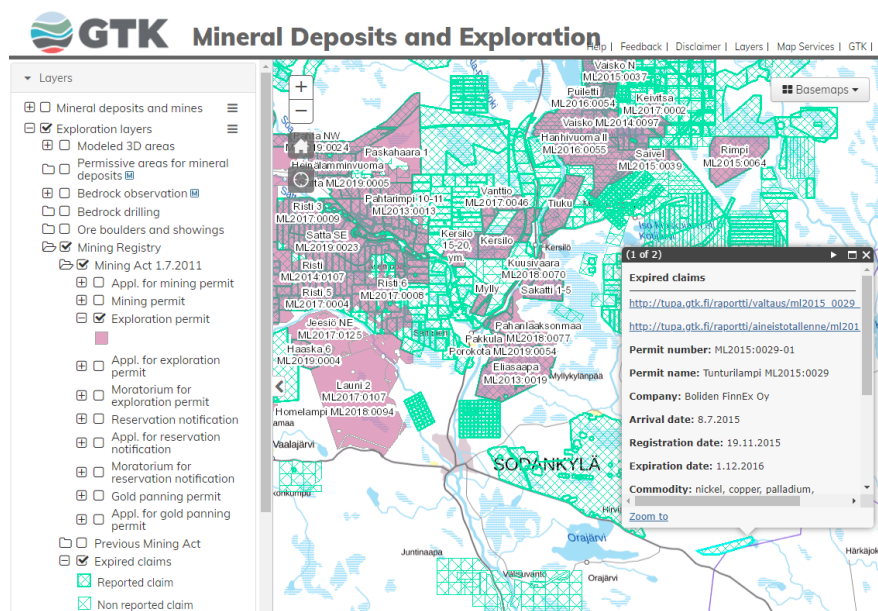 GTK Mineral Deposits and Exploration
Help | Feedback | Disclaimer | Layers | Map Services | GTK |
Layers
Mineral deposits and mines
Exploration layers
Modeled 3D areas
Permissive areas for mineral
deposits M
Bedrock observation M
Bedrock drilling
Ore boulders and showings
Mining Registry
Mining Act 1.7.2011
Appl. for mining permit
Mining permit
Exploration permit
Appl. for exploration
permit
Moratorium for
exploration permit
Reservation notification
Appl. for reservation
notification
Moratorium for
reservation notification
Gold panning permit
Appl. for gold panning
permit
Previous Mining Act
Expired claims
Reported claim
Non reported claim
+
−
Basemaps
Vaisko N
ML2015:0037
Puiletti
ML2016:0054
Keivitsa
ML2017:0002
Vaisko ML2014:0097
Hanhivuoma II
ML2016:0055
Saivel
ML2015:0039
Rimpi
ML2015:0064
Paskahaara 1
Heinälamminvuoma
ML2019:0005
Pahtarimpi 10-11
ML2013:0013
Vanttio
ML2017:0046
Tiuku
Risti 3
ML2017:0009
Satta SE
ML2019:0023
Kersilo
15-20,
ym.
Kersilo
Kersilo
Risti
ML2014:0107
Kuusivaara
ML2018:0070
Risti 5
ML2017:0004
Risti 6
ML2017:0008
Mylly
Sakatti 1-5
Jeesiö NE
ML2017:0125
Pahanlaaksonmaa
Pakkula ML2018:0077
Haaska 6
ML2019:0004
Porokota ML2019:0054
Eliasaapa
ML2013:0019
Myllykylänpää
Launi 2
ML2017:0107
Homelampi ML2018:0094
Vaalajärvi
SODANKYLÄ
Orajärvi
Juntinaapa
Välisuvanto
Orajärvi
(1 of 2)
Expired claims
http://tupa.gtk.fi/raportti/valtaus/ml2015_0029_
http://tupa.gtk.fi/raportti/aineistotallenne/ml201
Permit number: ML2015:0029-01
Permit name: Tunturilampi ML2015:0029
Company: Boliden FinnEx Oy
Arrival date: 8.7.2015
Registration date: 19.11.2015
Expiration date: 1.12.2016
Commodity: nickel, copper, palladium,
Zoom to